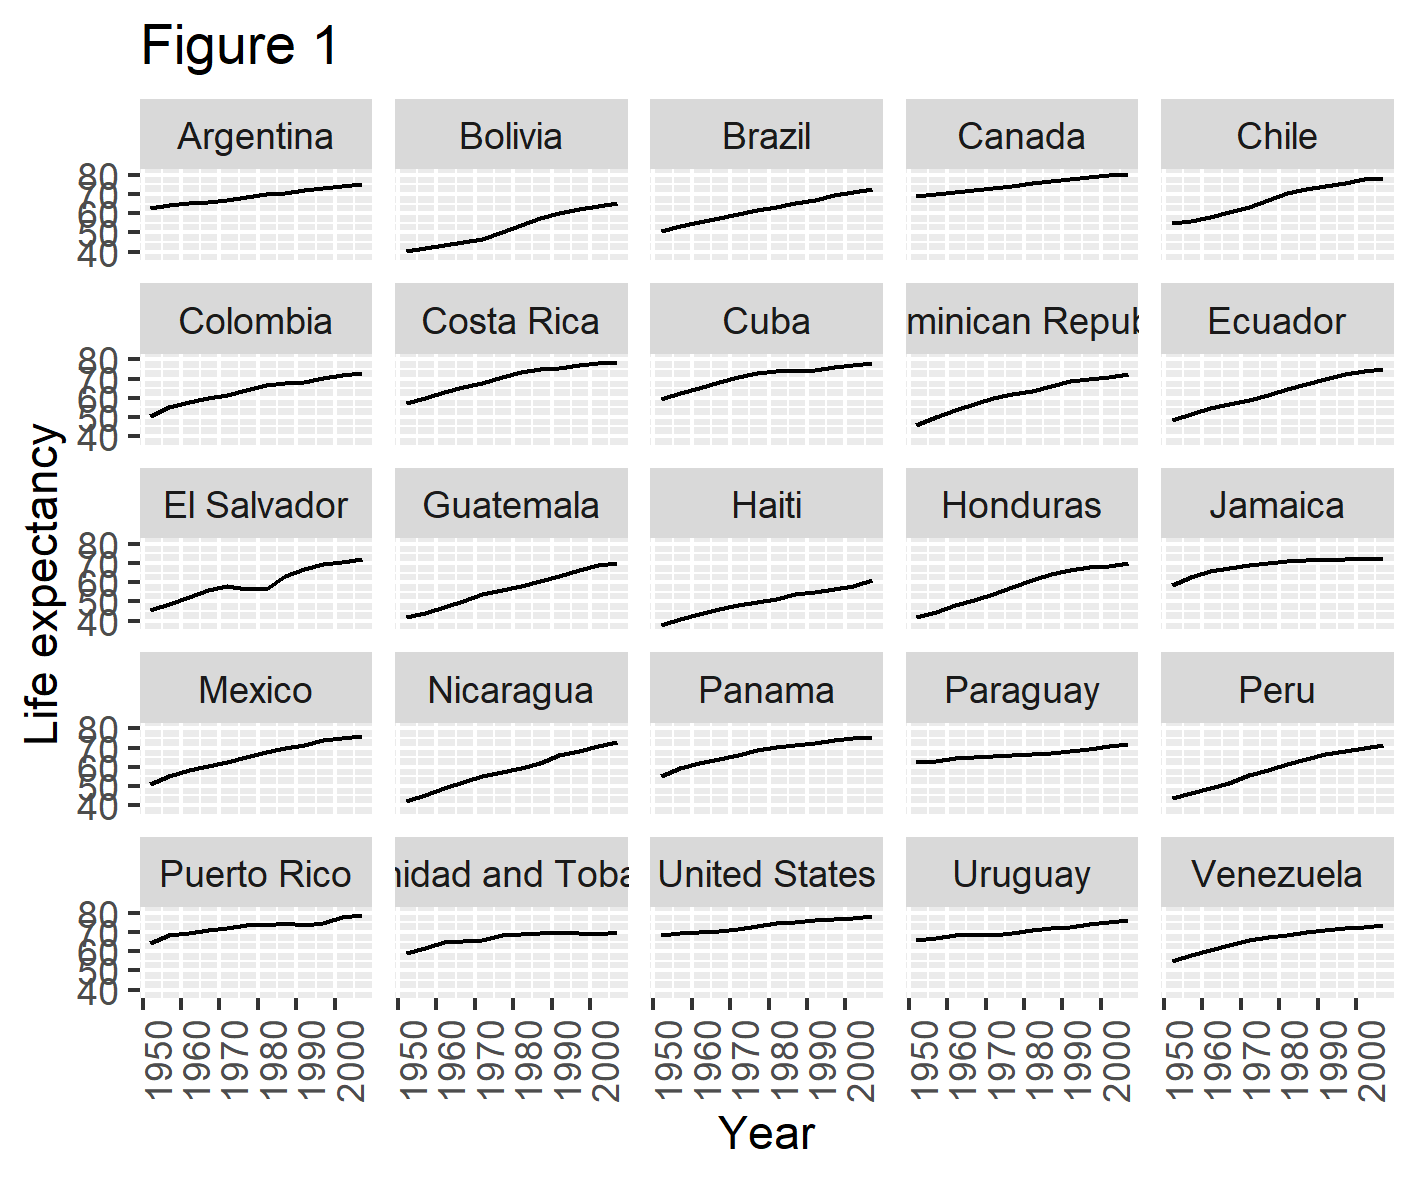 Figure 1
Argentina Bolivia Brazil Canada Chile
80
70
60
50
40
Colombia Costa Rica Cuba minican Repub Ecuador
80
70
60
50
40
El Salvador Guatemala Haiti Honduras Jamaica
80
70
60
50
40
Mexico Nicaragua Panama Paraguay Peru
80
70
60
50
40
Puerto Rico nidad and Toba United States Uruguay Venezuela
80
70
60
50
40
1950 1960 1970 1980 1990 2000 1950 1960 1970 1980 1990 2000 1950 1960 1970 1980 1990 2000 1950 1960 1970 1980 1990 2000 1950 1960 1970 1980 1990 2000
Year
Life expectancy